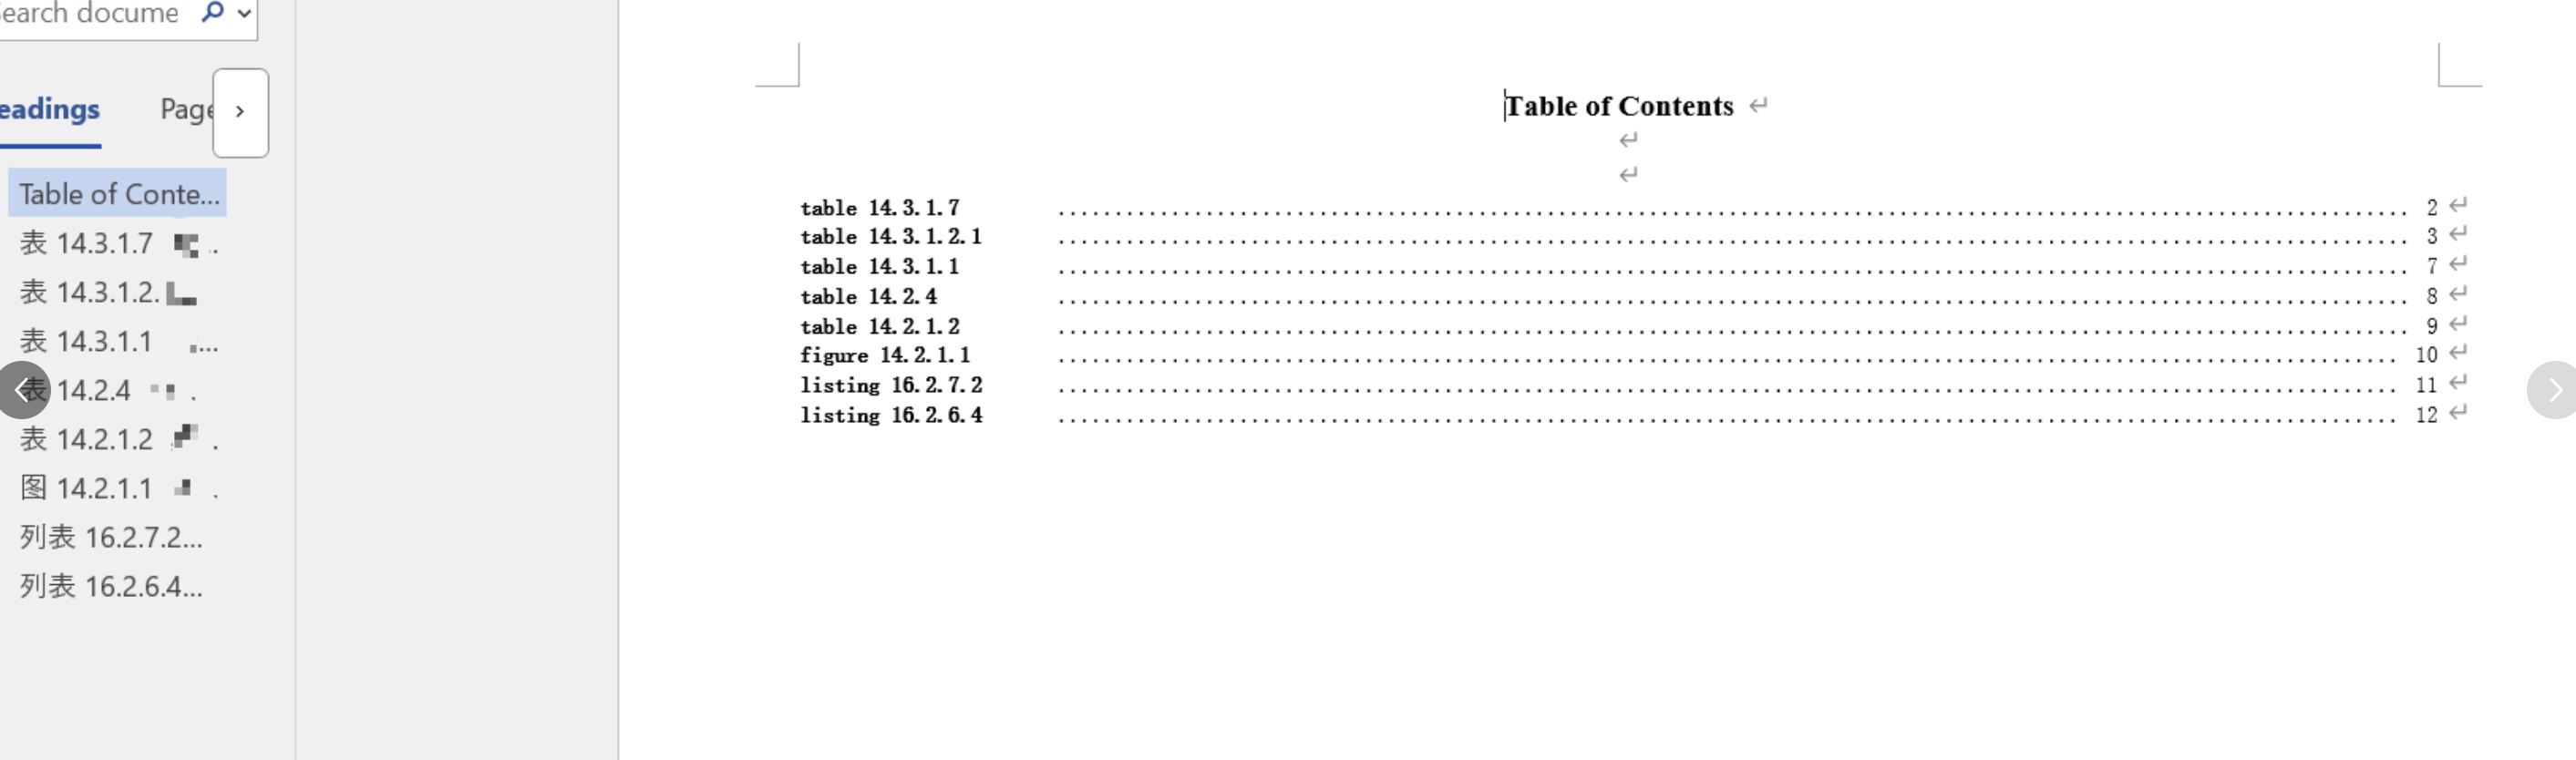 earch docume
eadings
Page
Table of Conte...
表 14.3.1.7 .
表 14.3.1.2.
表 14.3.1.1 ...
表 14.2.4 .
表 14.2.1.2 .
图 14.2.1.1 .
列表 16.2.7.2...
列表 16.2.6.4...
Table of Contents
table 14.3.1.7 ........ 2
table 14.3.1.2.1 ........ 3
table 14.3.1.1 ........ 7
table 14.2.4 ........ 8
table 14.2.1.2 ........ 9
figure 14.2.1.1 ........ 10
listing 16.2.7.2 ........ 11
listing 16.2.6.4 ........ 12